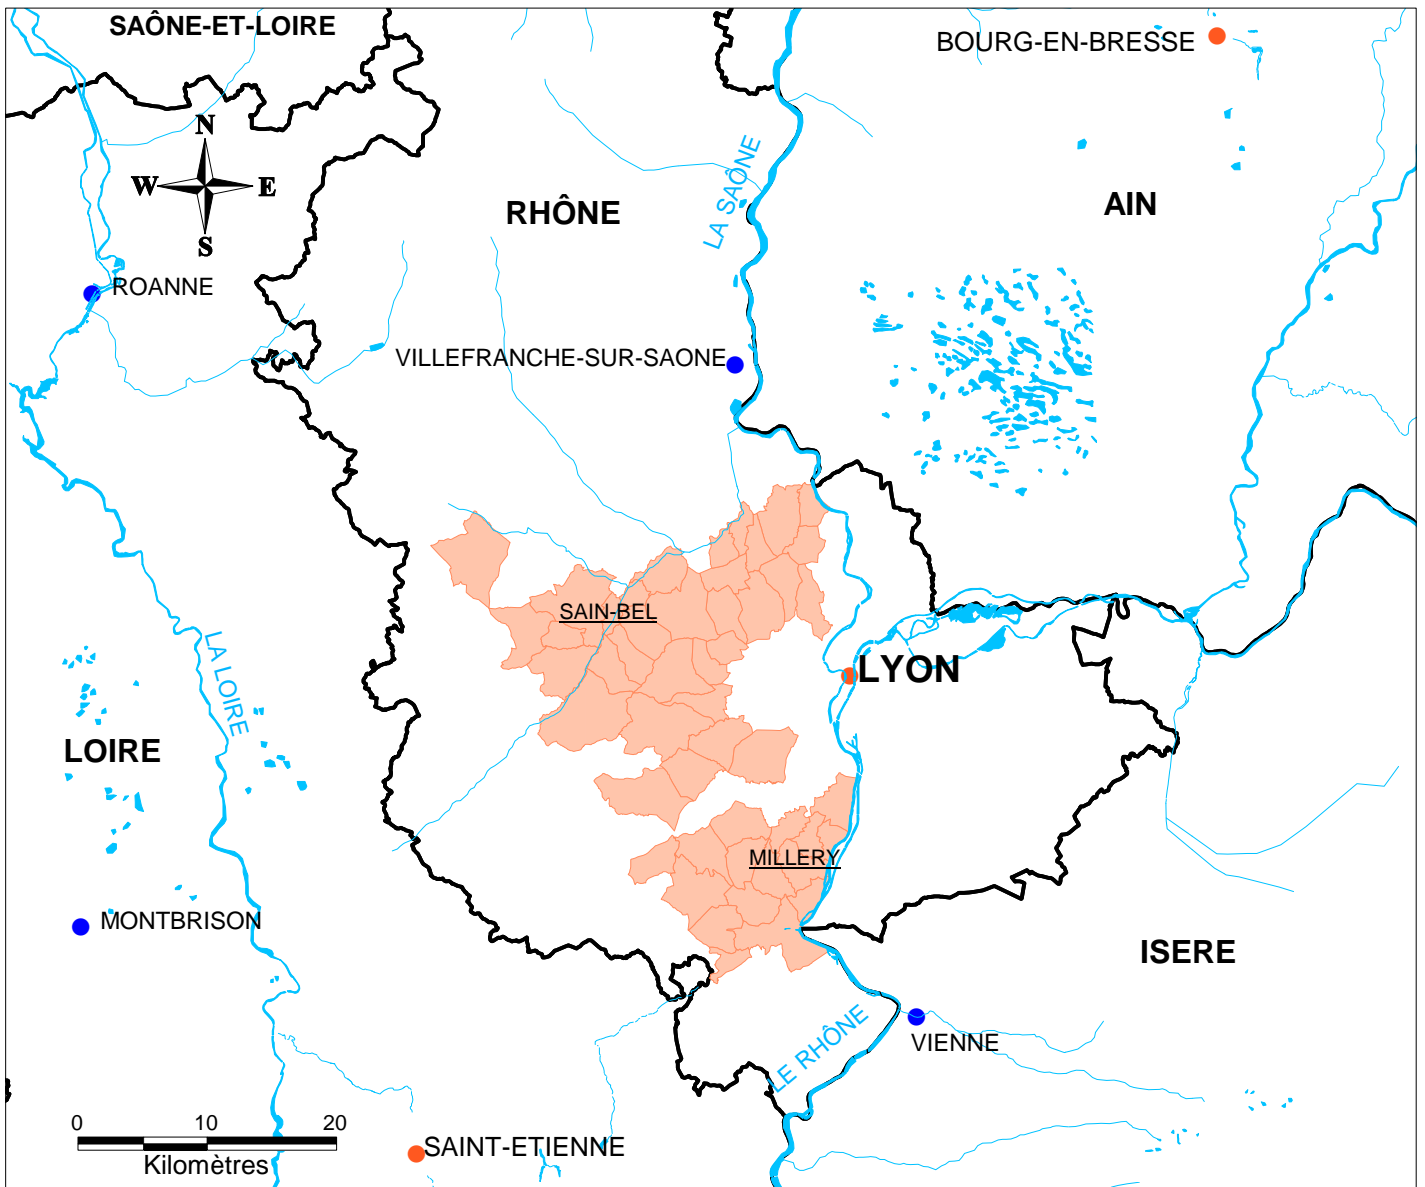 SAÔNE-ET-LOIRE
BOURG-EN-BRESSE
N
W E
S
LA SAÔNE
RHÔNE
AIN
ROANNE
VILLEFRANCHE-SUR-SAONE
SAIN-BEL
LA LOIRE
LYON
LOIRE
MILLERY
MONTBRISON
ISERE
LE RHÔNE
VIENNE
0 10 20
Kilomètres
SAINT-ETIENNE